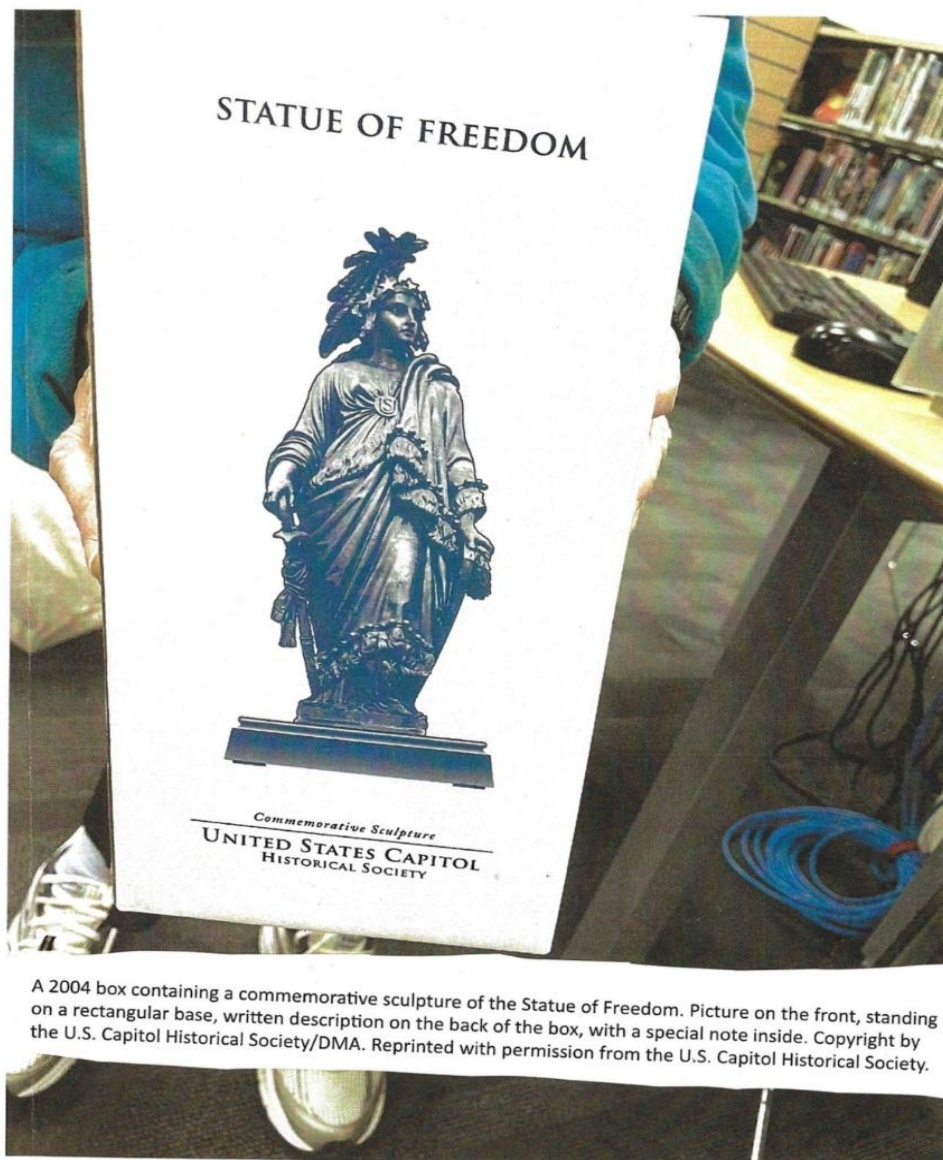 STATUE OF FREEDOM
Commemorative Sculpture
UNITED STATES CAPITOL
HISTORICAL SOCIETY
A 2004 box containing a commemorative sculpture of the Statue of Freedom. Picture on the front, standing
on a rectangular base, written description on the back of the box, with a special note inside. Copyright by
the U.S. Capitol Historical Society/DMA. Reprinted with permission from the U.S. Capitol Historical Society.